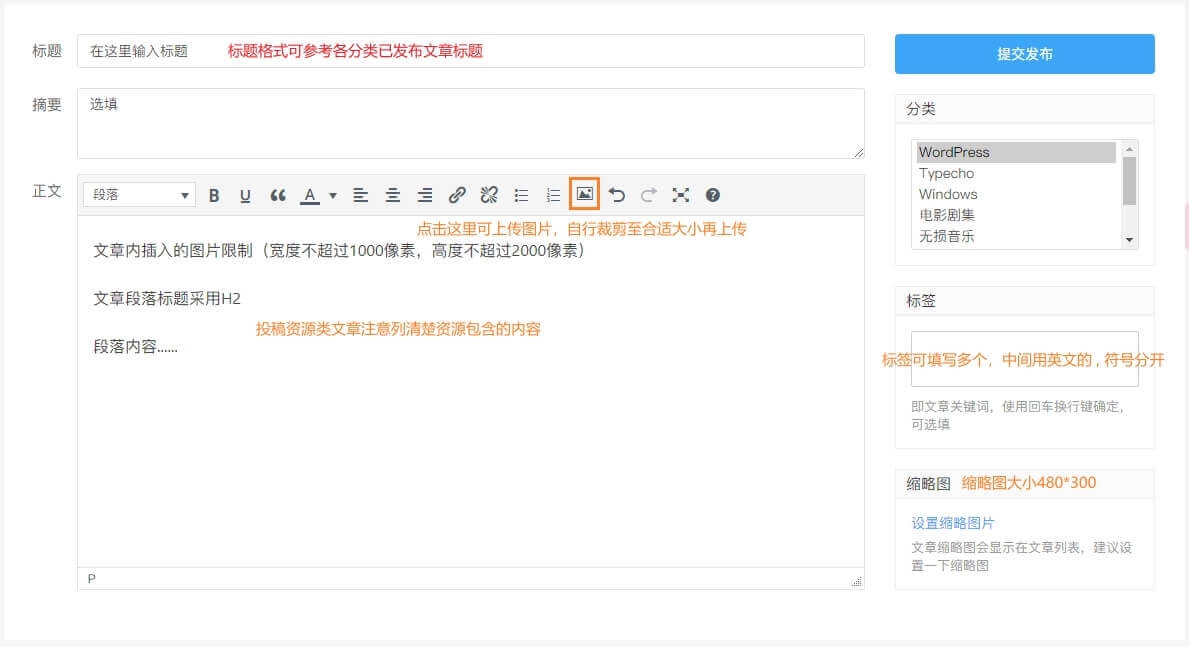 标题
在这里输入标题
标题格式可参考各分类已发布文章标题
摘要
选填
正文
段落
B U A
点击这里可上传图片，自行裁剪至合适大小再上传
文章内插入的图片限制（宽度不超过1000像素，高度不超过2000像素）
文章段落标题采用H2
投稿资源类文章注意列清楚资源包含的内容
段落内容......
P
提交发布
分类
WordPress
Typecho
Windows
电影剧集
无损音乐
标签
标签可填写多个，中间用英文的 , 符号分开
即文章关键词，使用回车换行键确定，
可选填
缩略图 缩略图大小480*300
设置缩略图片
文章缩略图会显示在文章列表，建议设
置一下缩略图